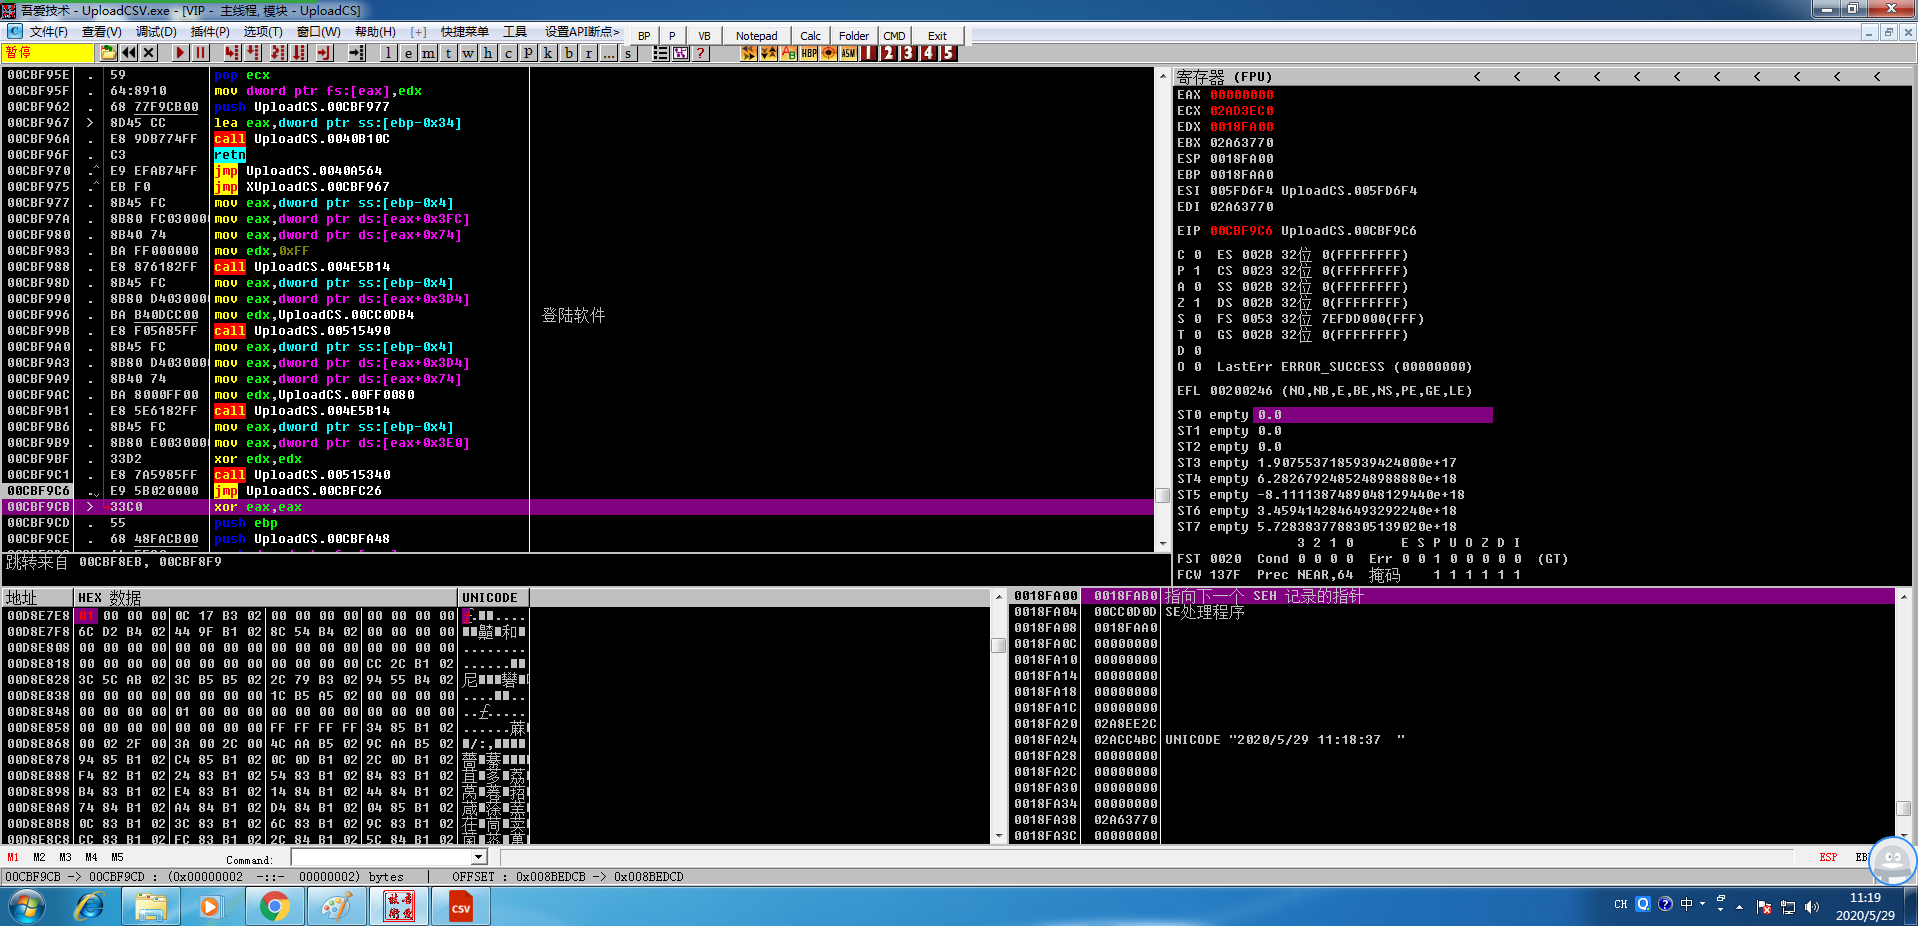 吾爱技术 - UploadCSV.exe - [VIP - 主线程, 模块 - UploadCS]
文件(F) 查看(V) 调试(D) 插件(P) 选项(T) 窗口(W) 帮助(H) [+] 快捷菜单 工具 设置API断点>
BP P VB Notepad Calc Folder CMD Exit
暂停
l e m t w h c p k b r ... s
00CBF95E . 59 pop ecx
00CBF95F . 64:8910 mov dword ptr fs:[eax],edx
00CBF962 . 68 77F9CB00 push UploadCS.00CBF977
00CBF967 > 8D45 CC lea eax,dword ptr ss:[ebp-0x34]
00CBF96A . E8 9DB774FF call UploadCS.0040B10C
00CBF96F . C3 retn
00CBF970 .^ E9 EFAB74FF jmp UploadCS.0040A564
00CBF975 .^ EB F0 jmp XUploadCS.00CBF967
00CBF977 . 8B45 FC mov eax,dword ptr ss:[ebp-0x4]
00CBF97A . 8B80 FC030000 mov eax,dword ptr ds:[eax+0x3FC]
00CBF980 . 8B40 74 mov eax,dword ptr ds:[eax+0x74]
00CBF983 . BA FF000000 mov edx,0xFF
00CBF988 . E8 876182FF call UploadCS.004E5B14
00CBF98D . 8B45 FC mov eax,dword ptr ss:[ebp-0x4]
00CBF990 . 8B80 D4030000 mov eax,dword ptr ds:[eax+0x3D4]
00CBF996 . BA B40DCC00 mov edx,UploadCS.00CC0DB4 登陆软件
00CBF99B . E8 F05A85FF call UploadCS.00515490
00CBF9A0 . 8B45 FC mov eax,dword ptr ss:[ebp-0x4]
00CBF9A3 . 8B80 D4030000 mov eax,dword ptr ds:[eax+0x3D4]
00CBF9A9 . 8B40 74 mov eax,dword ptr ds:[eax+0x74]
00CBF9AC . BA 8000FF00 mov edx,UploadCS.00FF0080
00CBF9B1 . E8 5E6182FF call UploadCS.004E5B14
00CBF9B6 . 8B45 FC mov eax,dword ptr ss:[ebp-0x4]
00CBF9B9 . 8B80 E0030000 mov eax,dword ptr ds:[eax+0x3E0]
00CBF9BF . 33D2 xor edx,edx
00CBF9C1 . E8 7A5985FF call UploadCS.00515340
00CBF9C6 . E9 5B020000 jmp UploadCS.00CBFC26
00CBF9CB > 33C0 xor eax,eax
00CBF9CD . 55 push ebp
00CBF9CE . 68 48FACB00 push UploadCS.00CBFA48
跳转来自 00CBF8EB, 00CBF8F9
寄存器 (FPU) < < < < < < < < < < <
EAX 00000000
ECX 02AD3EC0
EDX 0018FA00
EBX 02A63770
ESP 0018FA00
EBP 0018FAA0
ESI 005FD6F4 UploadCS.005FD6F4
EDI 02A63770
EIP 00CBF9C6 UploadCS.00CBF9C6
C 0 ES 002B 32位 0(FFFFFFFF)
P 1 CS 0023 32位 0(FFFFFFFF)
A 0 SS 002B 32位 0(FFFFFFFF)
Z 1 DS 002B 32位 0(FFFFFFFF)
S 0 FS 0053 32位 7EFDD000(FFF)
T 0 GS 002B 32位 0(FFFFFFFF)
D 0
O 0 LastErr ERROR_SUCCESS (00000000)
EFL 00200246 (NO,NB,E,BE,NS,PE,GE,LE)
ST0 empty 0.0
ST1 empty 0.0
ST2 empty 0.0
ST3 empty 1.9075537185939424000e+17
ST4 empty 6.2826792485248988880e+18
ST5 empty -8.1111387489048129440e+18
ST6 empty 3.4594142846493292240e+18
ST7 empty 5.7283837788305139020e+18
3 2 1 0 E S P U O Z D I
FST 0020 Cond 0 0 0 0 Err 0 0 1 0 0 0 0 0 (GT)
FCW 137F Prec NEAR,64 掩码 1 1 1 1 1 1
地址 HEX 数据 UNICODE
00D8E7E8 01 00 00 00 0C 17 B3 02 00 00 00 00 00 00 00 00
00D8E7F8 6C D2 B4 02 44 9F B1 02 8C 54 B4 02 00 00 00 00
00D8E808 00 00 00 00 00 00 00 00 00 00 00 00 00 00 00 00 ........
00D8E818 00 00 00 00 00 00 00 00 00 00 00 00 CC 2C B1 02
00D8E828 3C 5C AB 02 3C B5 B5 02 2C 79 B3 02 94 55 B4 02
00D8E838 00 00 00 00 00 00 00 00 1C B5 A5 02 00 00 00 00
00D8E848 00 00 00 00 01 00 00 00 00 00 00 00 00 00 00 00
00D8E858 00 00 00 00 00 00 00 00 FF FF FF FF 34 85 B1 02
00D8E868 00 02 2F 00 3A 00 2C 00 4C AA B5 02 9C AA B5 02
00D8E878 94 85 B1 02 C4 85 B1 02 0C 0D B1 02 2C 0D B1 02
00D8E888 F4 82 B1 02 24 83 B1 02 54 83 B1 02 84 83 B1 02
00D8E898 B4 83 B1 02 E4 83 B1 02 14 84 B1 02 44 84 B1 02
00D8E8A8 74 84 B1 02 A4 84 B1 02 D4 84 B1 02 04 85 B1 02
00D8E8B8 0C 83 B1 02 3C 83 B1 02 6C 83 B1 02 9C 83 B1 02
00D8E8C8 CC 83 B1 02 FC 83 B1 02 2C 84 B1 02 5C 84 B1 02
0018FA00 0018FAB0 指向下一个 SEH 记录的指针
0018FA04 00CC0D0D SE处理程序
0018FA08 0018FAA0
0018FA0C 00000000
0018FA10 00000000
0018FA14 00000000
0018FA18 00000000
0018FA1C 00000000
0018FA20 02A8EE2C
0018FA24 02ACC4BC UNICODE "2020/5/29 11:18:37 "
0018FA28 00000000
0018FA2C 00000000
0018FA30 00000000
0018FA34 00000000
0018FA38 02A63770
0018FA3C 00000000
M1 M2 M3 M4 M5 Command: ESP
00CBF9CB -> 00CBF9CD : (0x00000002 -::- 00000002) bytes | OFFSET : 0x008BEDCB -> 0x008BEDCD
CSV
CH 中 11:19
2020/5/29